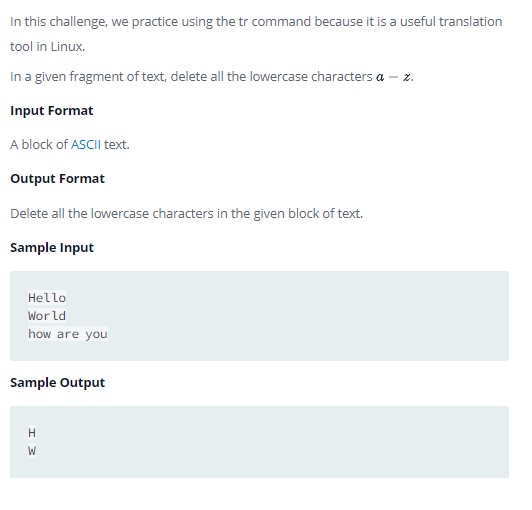 In this challenge, we practice using the tr command because it is a useful translation
tool in Linux.
In a given fragment of text, delete all the lowercase characters a − z.
Input Format
A block of ASCII text.
Output Format
Delete all the lowercase characters in the given block of text.
Sample Input
Hello
World
how are you
Sample Output
H
W